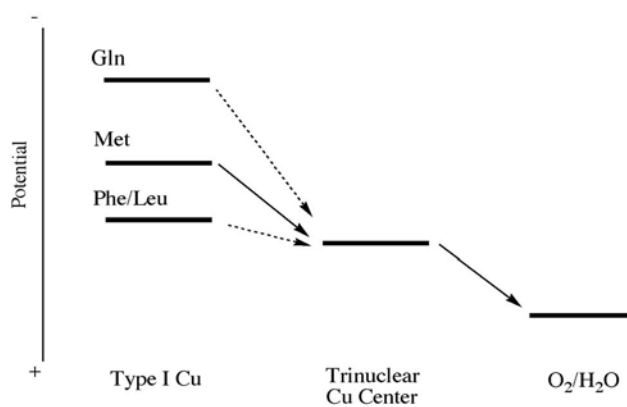 -
Gln
Met
Phe/Leu
Potential
+
Type I Cu
Trinuclear
Cu Center
O₂/H₂O